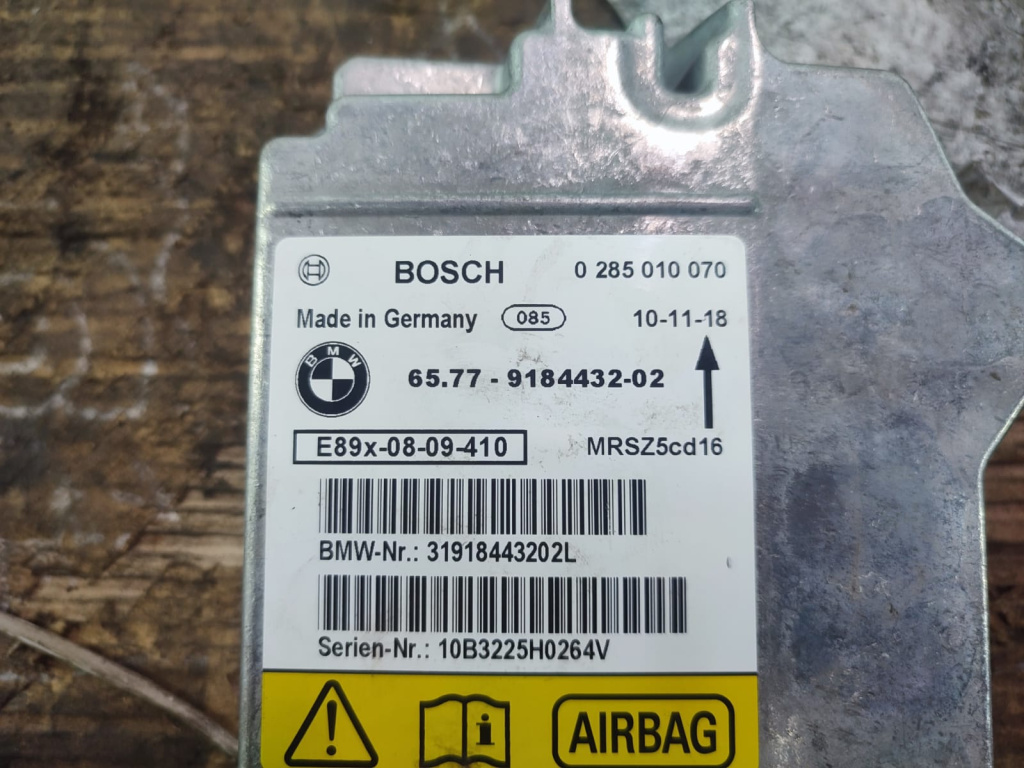 BOSCH 0 285 010 070
Made in Germany 085 10-11-18
BMW
65.77 - 9184432-02
E89x-08-09-410 MRSZ5cd16
BMW-Nr.: 31918443202L
Serien-Nr.: 10B3225H0264V
! i AIRBAG